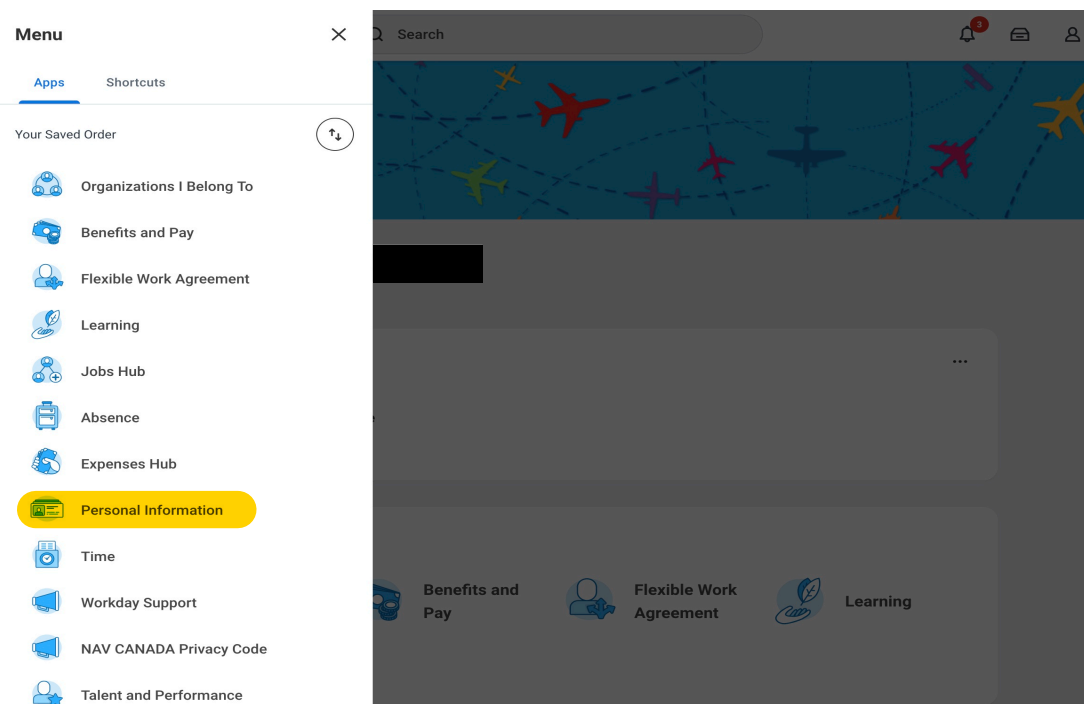 Menu
Search
3
Apps
Shortcuts
Your Saved Order
Organizations I Belong To
Benefits and Pay
Flexible Work Agreement
Learning
Jobs Hub
Absence
Expenses Hub
Personal Information
Time
Workday Support
NAV CANADA Privacy Code
Talent and Performance
Benefits and
Pay
Flexible Work
Agreement
Learning